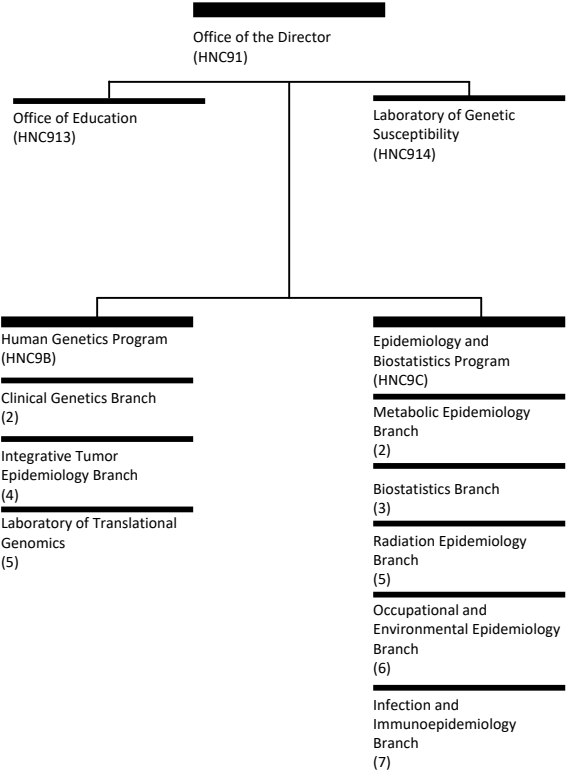 Office of the Director
(HNC91)
Office of Education
(HNC913)
Laboratory of Genetic
Susceptibility
(HNC914)
Human Genetics Program
(HNC9B)
Clinical Genetics Branch
(2)
Integrative Tumor
Epidemiology Branch
(4)
Laboratory of Translational
Genomics
(5)
Epidemiology and
Biostatistics Program
(HNC9C)
Metabolic Epidemiology
Branch
(2)
Biostatistics Branch
(3)
Radiation Epidemiology
Branch
(5)
Occupational and
Environmental Epidemiology
Branch
(6)
Infection and
Immunoepidemiology
Branch
(7)